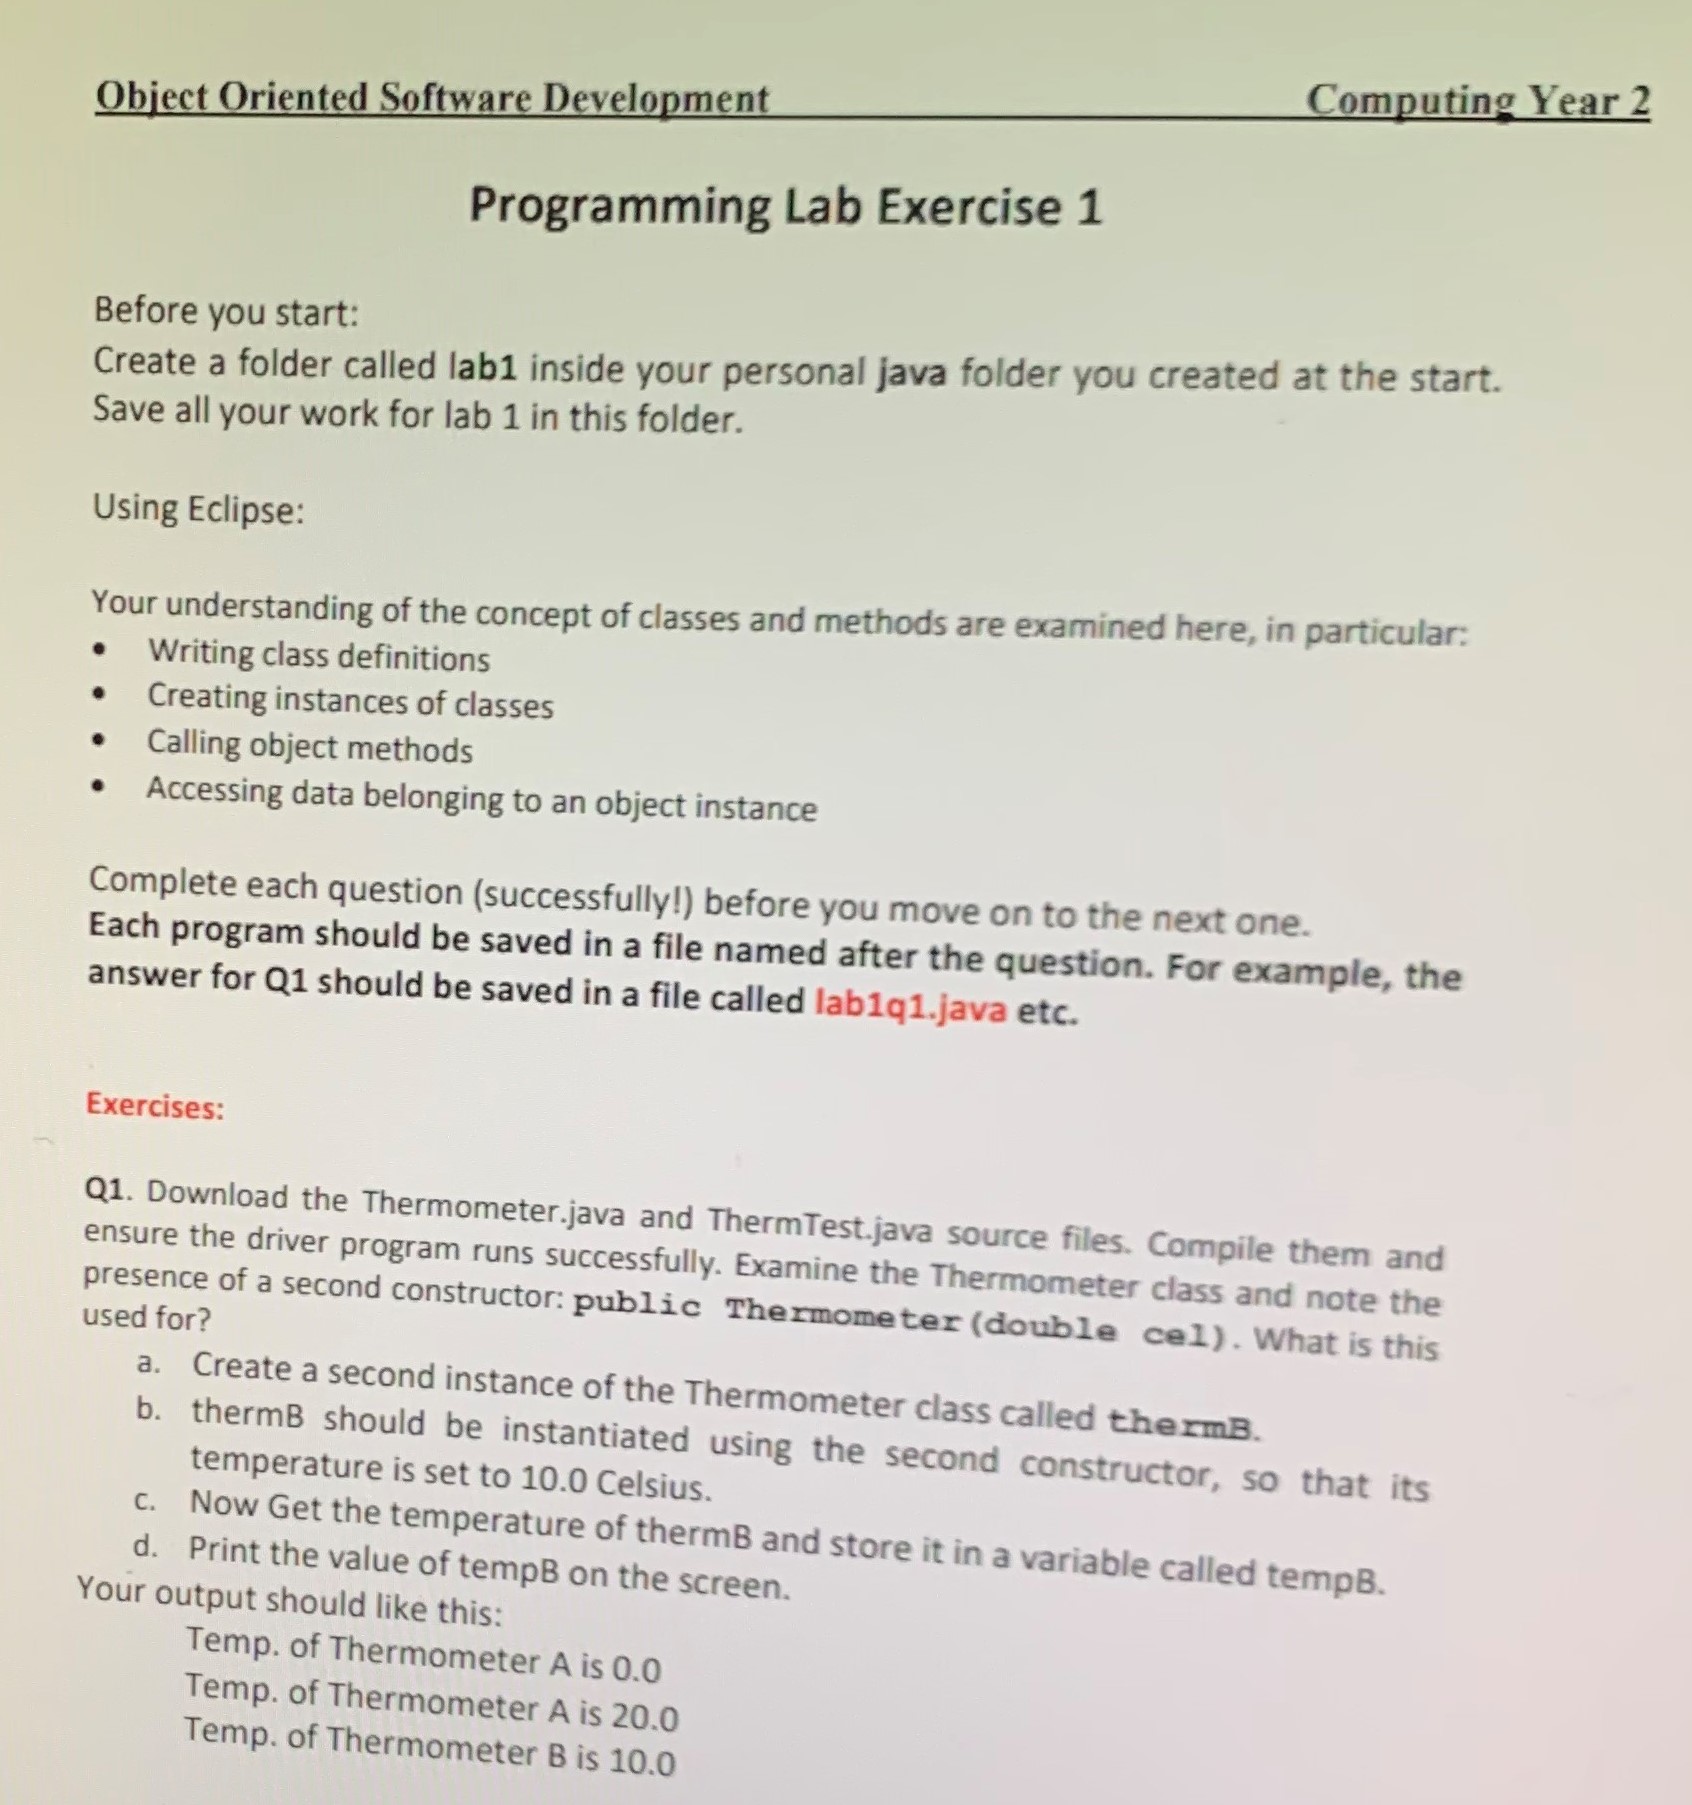 Object Oriented Software Development Computing Year 2
Programming Lab Exercise 1
Before you start:
Create a folder called lab1 inside your personal java folder you created at the start.
Save all your work for lab 1 in this folder.
Using Eclipse:
Your understanding of the concept of classes and methods are examined here, in particular:
• Writing class definitions
• Creating instances of classes
• Calling object methods
• Accessing data belonging to an object instance
Complete each question (successfully!) before you move on to the next one.
Each program should be saved in a file named after the question. For example, the
answer for Q1 should be saved in a file called lab1q1.java etc.
Exercises:
Q1. Download the Thermometer.java and ThermTest.java source files. Compile them and
ensure the driver program runs successfully. Examine the Thermometer class and note the
presence of a second constructor: public Thermometer(double cel). What is this
used for?
a. Create a second instance of the Thermometer class called thermB.
b. thermB should be instantiated using the second constructor, so that its
temperature is set to 10.0 Celsius.
c. Now Get the temperature of thermB and store it in a variable called tempB.
d. Print the value of tempB on the screen.
Your output should like this:
Temp. of Thermometer A is 0.0
Temp. of Thermometer A is 20.0
Temp. of Thermometer B is 10.0